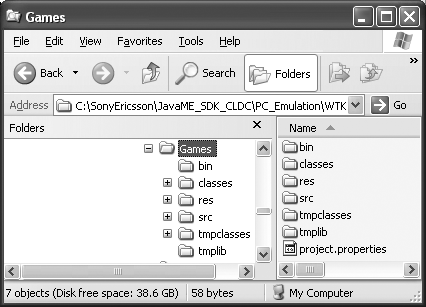 Games
File Edit View Favorites Tools Help
Back Search Folders
Address C:\SonyEricsson\JavaME_SDK_CLDC\PC_Emulation\WTK Go
Folders Name
Games
bin
classes
res
src
tmpclasses
tmplib
bin
classes
res
src
tmpclasses
tmplib
project.properties
7 objects (Disk free space: 38.6 GB) 58 bytes My Computer